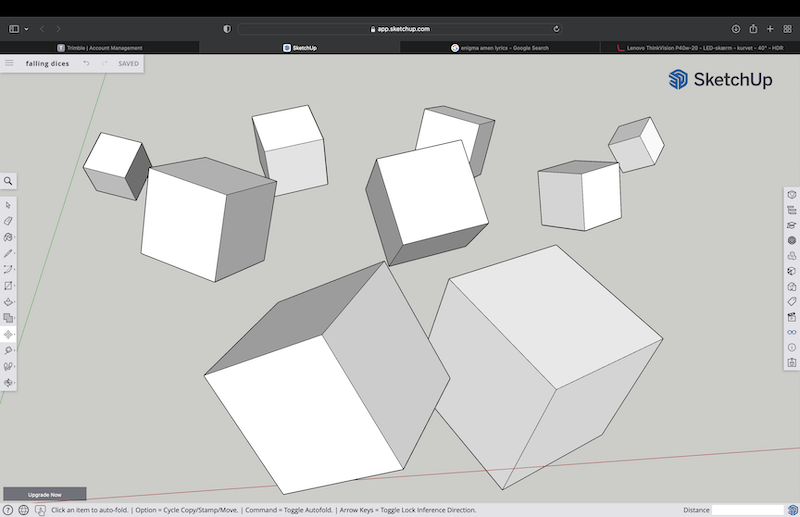 app.sketchup.com
T Trimble | Account Management
SketchUp
G enigma amen lyrics - Google Search
L Lenovo ThinkVision P40w-20 - LED-skærm - kurvet - 40" - HDR
falling dices
SAVED
SketchUp
Upgrade Now
Click an item to auto-fold. | Option = Cycle Copy/Stamp/Move. | Command = Toggle Autofold. | Arrow Keys = Toggle Lock Inference Direction.
Distance